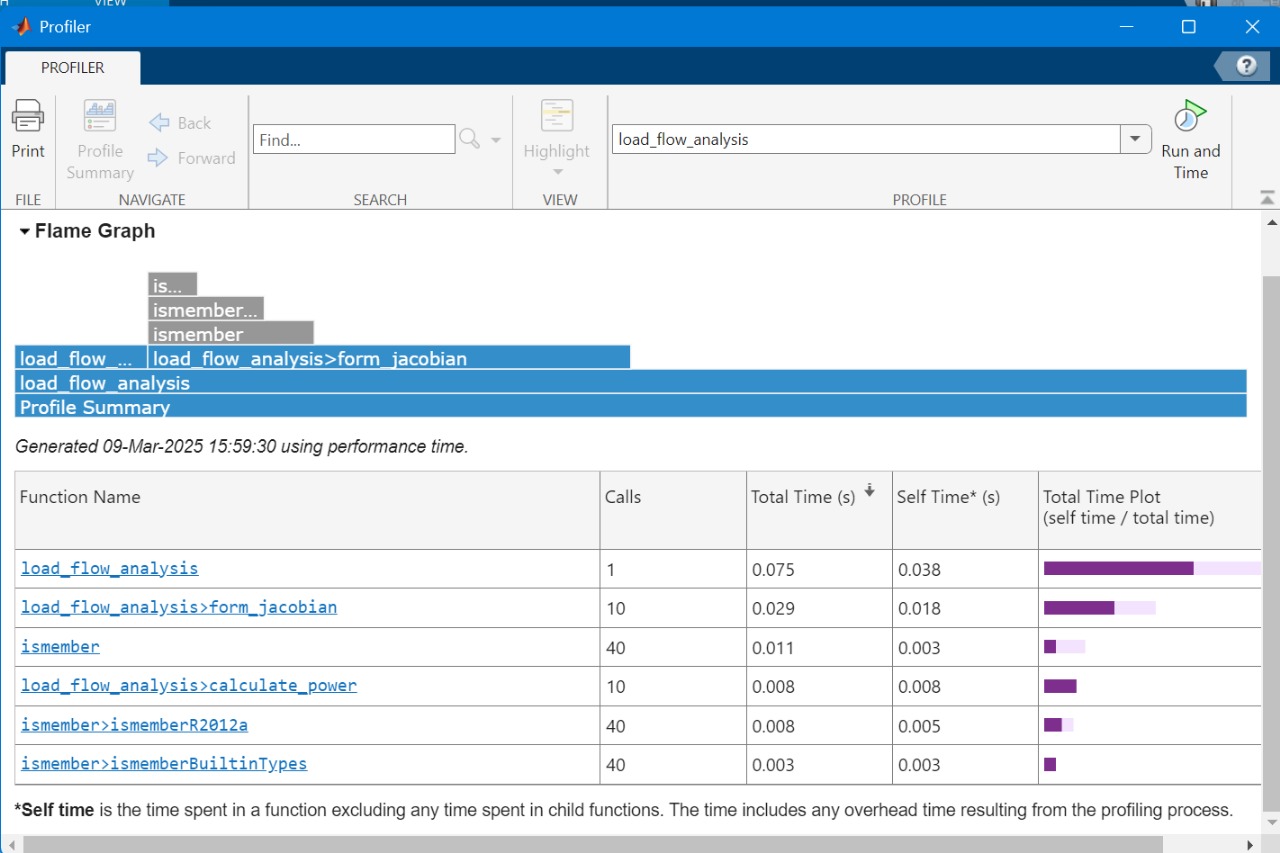 VIEW
Profiler
PROFILER
?
Print
Profile
Summary
Back
Forward
Find...
Highlight
load_flow_analysis
Run and
Time
FILE
NAVIGATE
SEARCH
VIEW
PROFILE
Flame Graph
is...
ismember...
ismember
load_flow_... load_flow_analysis>form_jacobian
load_flow_analysis
Profile Summary
Generated 09-Mar-2025 15:59:30 using performance time.
Function Name Calls Total Time (s) Self Time* (s) Total Time Plot
(self time / total time)
load_flow_analysis 1 0.075 0.038
load_flow_analysis>form_jacobian 10 0.029 0.018
ismember 40 0.011 0.003
load_flow_analysis>calculate_power 10 0.008 0.008
ismember>ismemberR2012a 40 0.008 0.005
ismember>ismemberBuiltinTypes 40 0.003 0.003
*Self time is the time spent in a function excluding any time spent in child functions. The time includes any overhead time resulting from the profiling process.